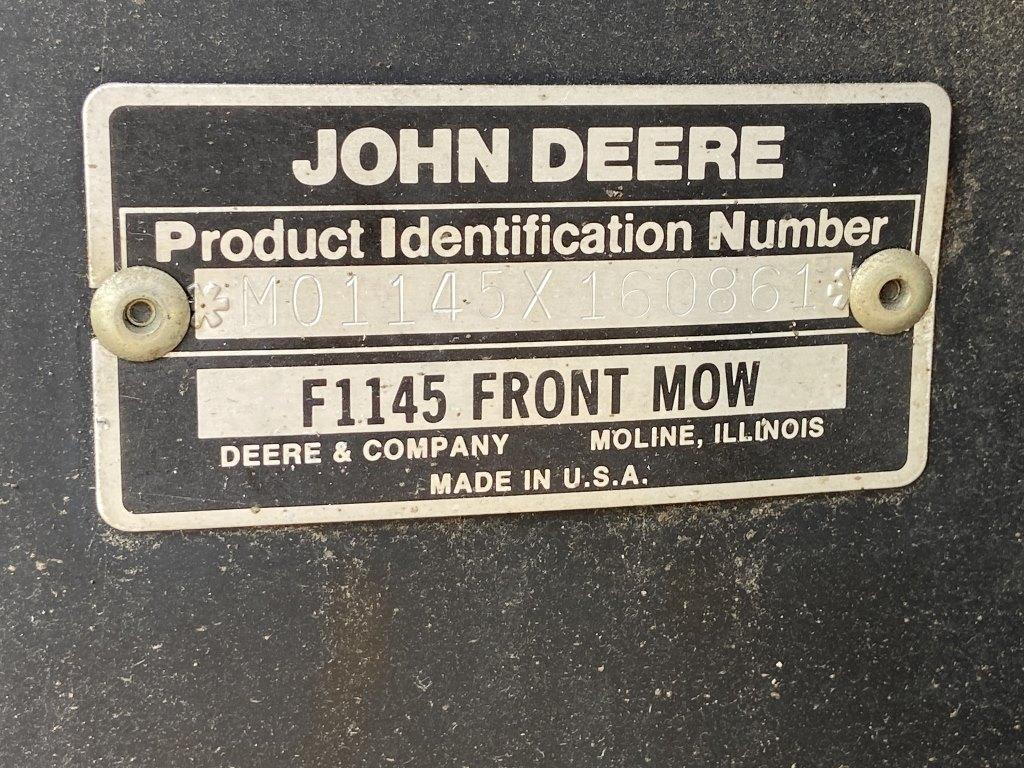 JOHN DEERE
Product Identification Number
*M01145X160861*
F1145 FRONT MOW
DEERE & COMPANY MOLINE, ILLINOIS
MADE IN U.S.A.